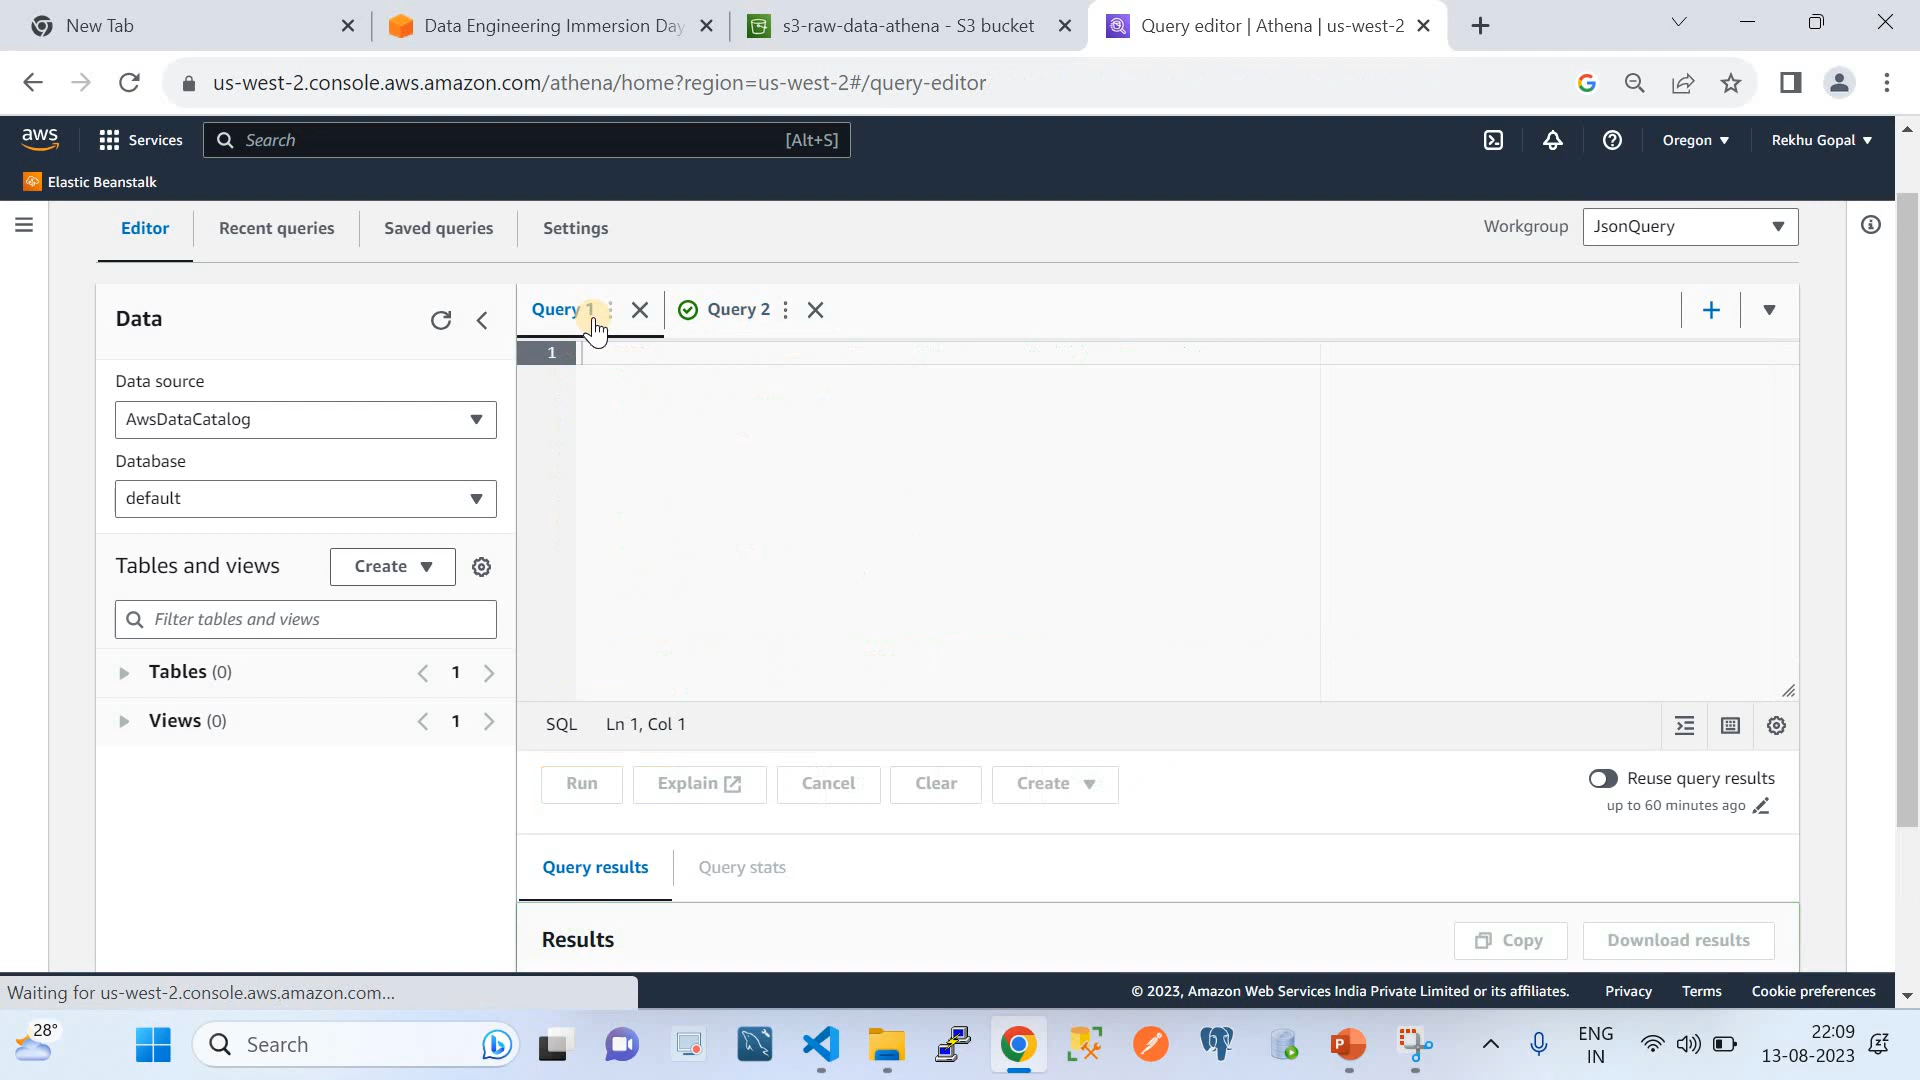 New Tab
Data Engineering Immersion Day
s3-raw-data-athena - S3 bucket
Query editor | Athena | us-west-2
us-west-2.console.aws.amazon.com/athena/home?region=us-west-2#/query-editor
aws
Services
Search
[Alt+S]
Oregon
Rekhu Gopal
Elastic Beanstalk
Editor
Recent queries
Saved queries
Settings
Workgroup
JsonQuery
Data
Query 1
Query 2
1
Data source
AwsDataCatalog
Database
default
Tables and views
Create
Filter tables and views
Tables (0)
1
Views (0)
1
SQL
Ln 1, Col 1
Run
Explain
Cancel
Clear
Create
Reuse query results
up to 60 minutes ago
Query results
Query stats
Results
Copy
Download results
Waiting for us-west-2.console.aws.amazon.com...
© 2023, Amazon Web Services India Private Limited or its affiliates.
Privacy
Terms
Cookie preferences
28°
Search
ENG
IN
22:09
13-08-2023